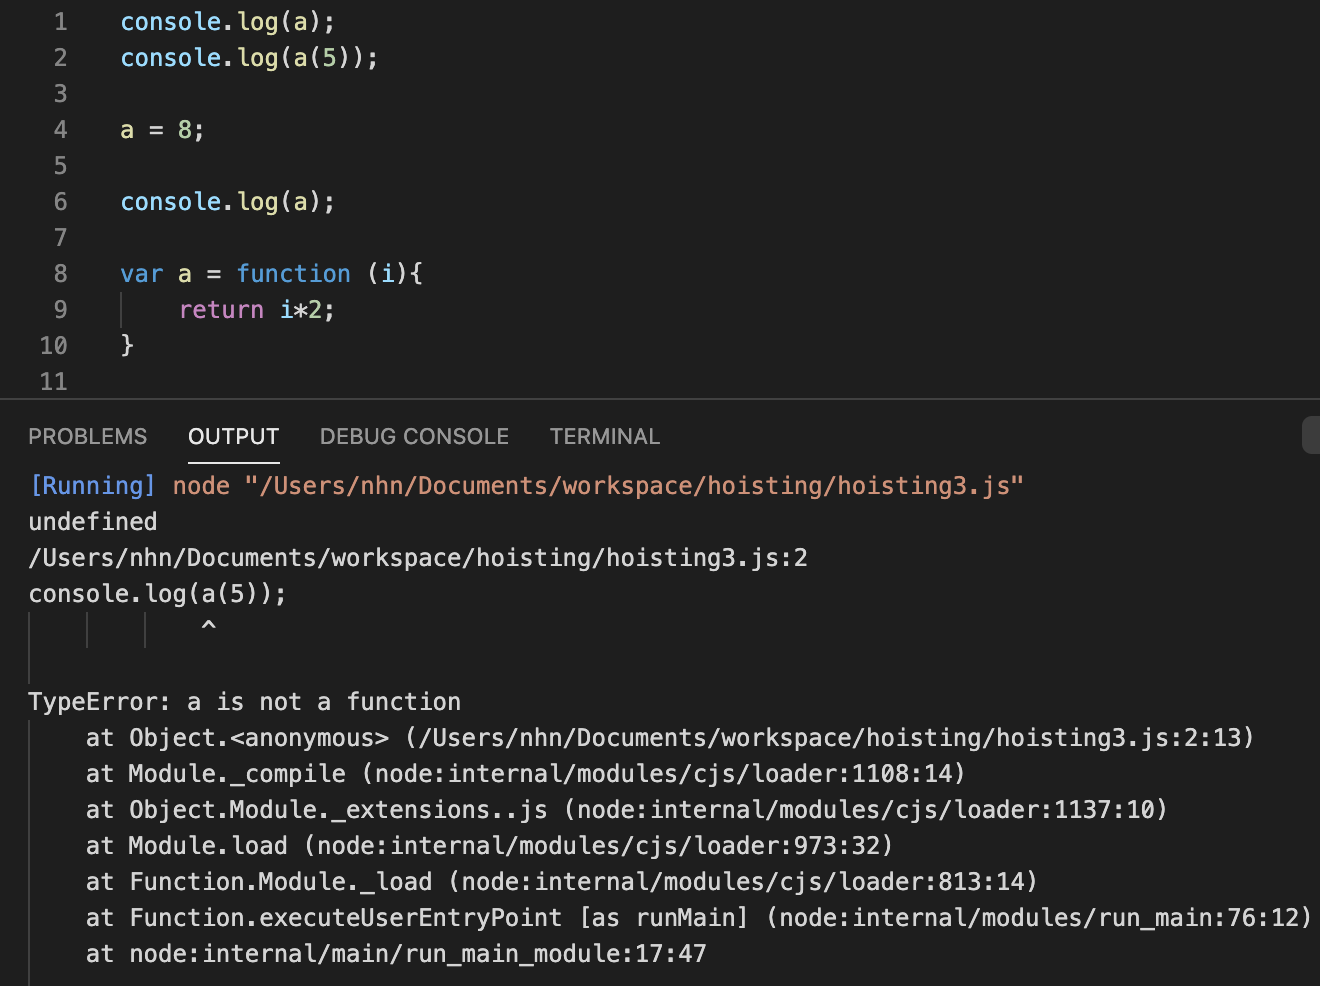 1 console.log(a);
2 console.log(a(5));
3
4 a = 8;
5
6 console.log(a);
7
8 var a = function (i){
9     return i*2;
10 }
11
PROBLEMS OUTPUT DEBUG CONSOLE TERMINAL
[Running] node "/Users/nhn/Documents/workspace/hoisting/hoisting3.js"
undefined
/Users/nhn/Documents/workspace/hoisting/hoisting3.js:2
console.log(a(5));
            ^
TypeError: a is not a function
    at Object.<anonymous> (/Users/nhn/Documents/workspace/hoisting/hoisting3.js:2:13)
    at Module._compile (node:internal/modules/cjs/loader:1108:14)
    at Object.Module._extensions..js (node:internal/modules/cjs/loader:1137:10)
    at Module.load (node:internal/modules/cjs/loader:973:32)
    at Function.Module._load (node:internal/modules/cjs/loader:813:14)
    at Function.executeUserEntryPoint [as runMain] (node:internal/modules/run_main:76:12)
    at node:internal/main/run_main_module:17:47